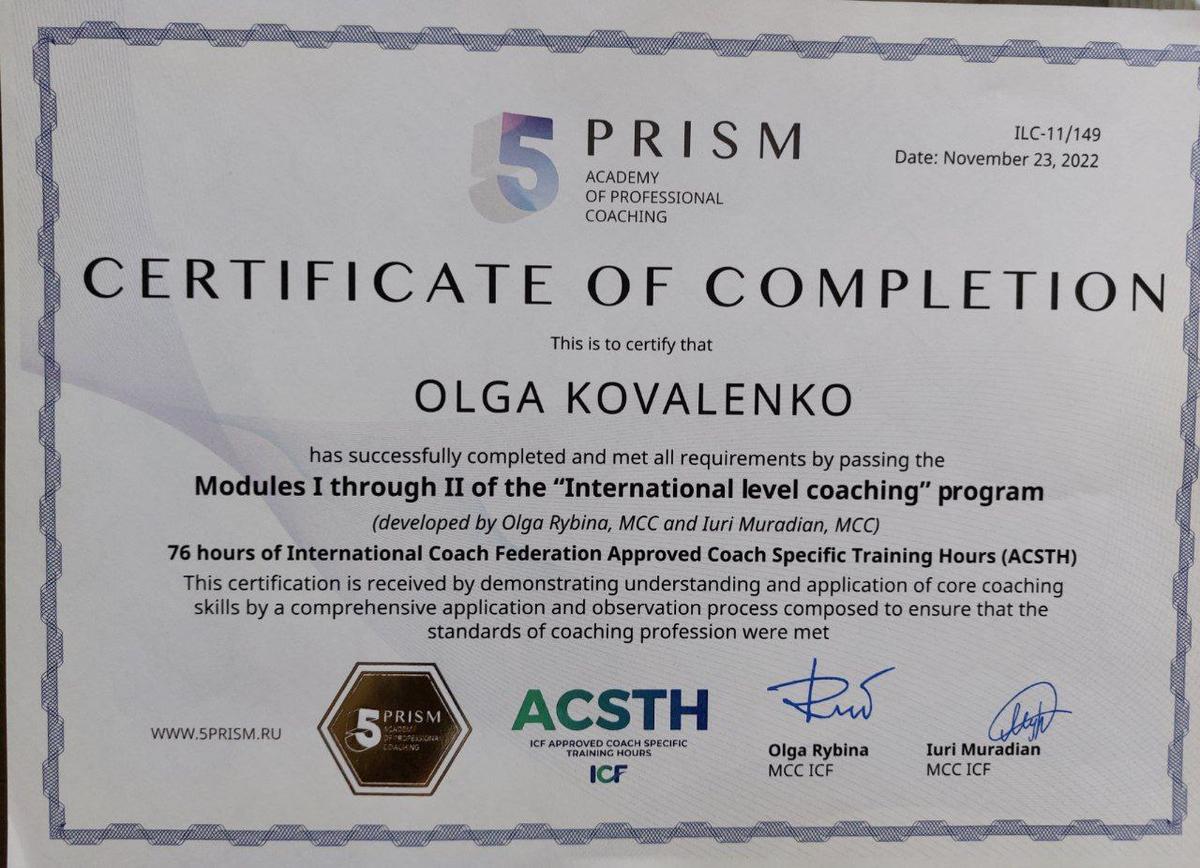 5 PRISM
ACADEMY
OF PROFESSIONAL
COACHING
ILC-11/149
Date: November 23, 2022
CERTIFICATE OF COMPLETION
This is to certify that
OLGA KOVALENKO
has successfully completed and met all requirements by passing the
Modules I through II of the “International level coaching” program
(developed by Olga Rybina, MCC and Iuri Muradian, MCC)
76 hours of International Coach Federation Approved Coach Specific Training Hours (ACSTH)
This certification is received by demonstrating understanding and application of core coaching
skills by a comprehensive application and observation process composed to ensure that the
standards of coaching profession were met
WWW.5PRISM.RU
5 PRISM
ACADEMY
OF PROFESSIONAL
COACHING
ACSTH
ICF APPROVED COACH SPECIFIC
TRAINING HOURS
ICF
Olga Rybina
MCC ICF
Iuri Muradian
MCC ICF